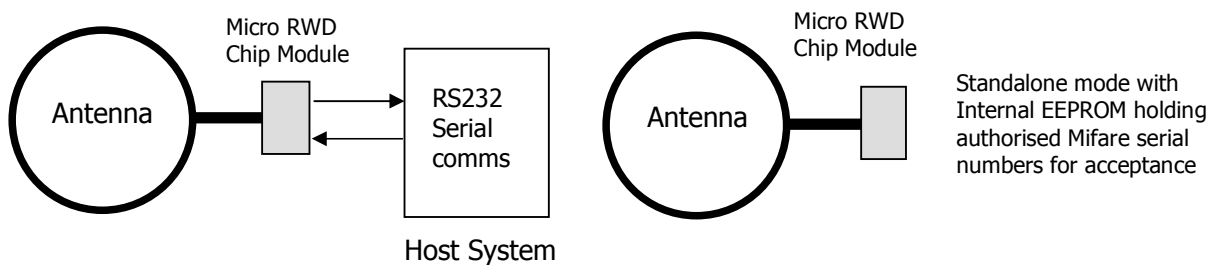 Micro RWD
Chip Module
Antenna
RS232
Serial
comms
Host System
Micro RWD
Chip Module
Antenna
Standalone mode with
Internal EEPROM holding
authorised Mifare serial
numbers for acceptance